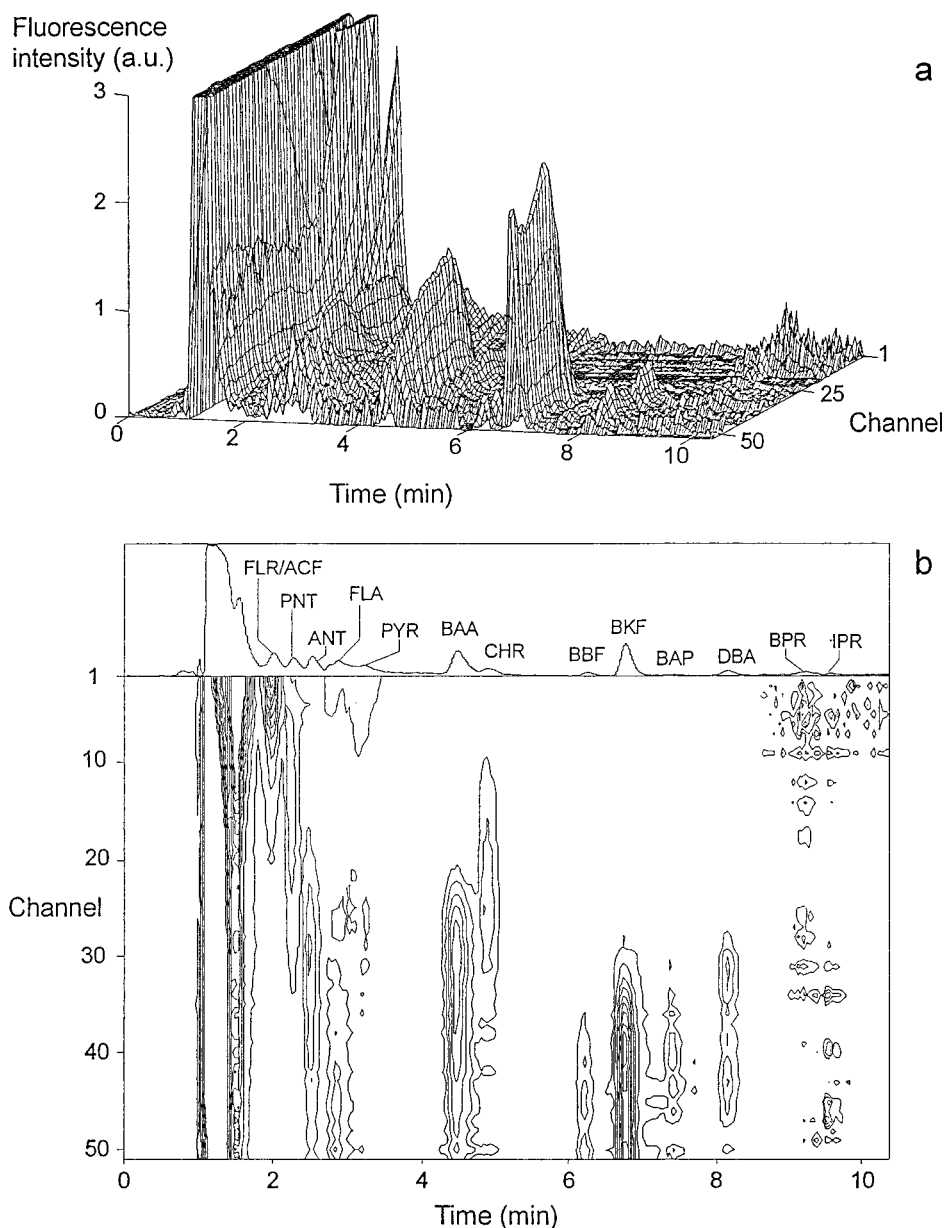 Fluorescence
intensity (a.u.)
a
3
2
1
0
0
2
4
6
8
10
1
25
50
Channel
Time (min)
b
FLR/ACF
PNT
ANT
FLA
PYR
BAA
CHR
BBF
BKF
BAP
DBA
BPR
IPR
1
10
20
30
40
50
Channel
0
2
4
6
8
10
Time (min)